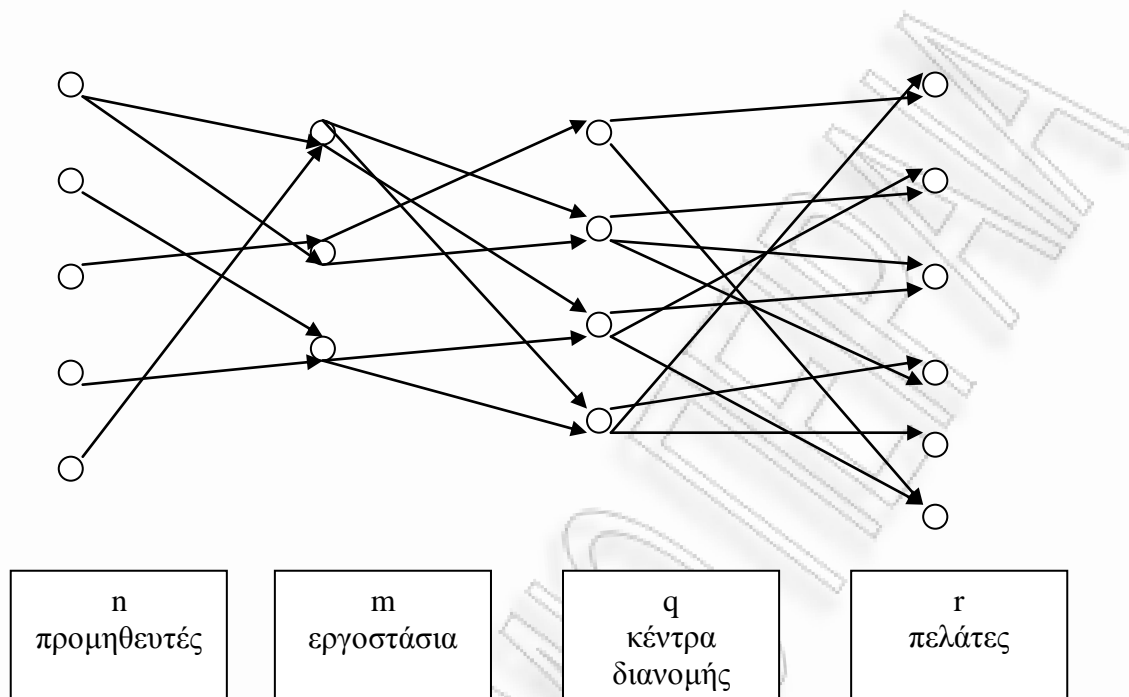 n
προμηθευτές
m
εργοστάσια
q
κέντρα
διανομής
r
πελάτες